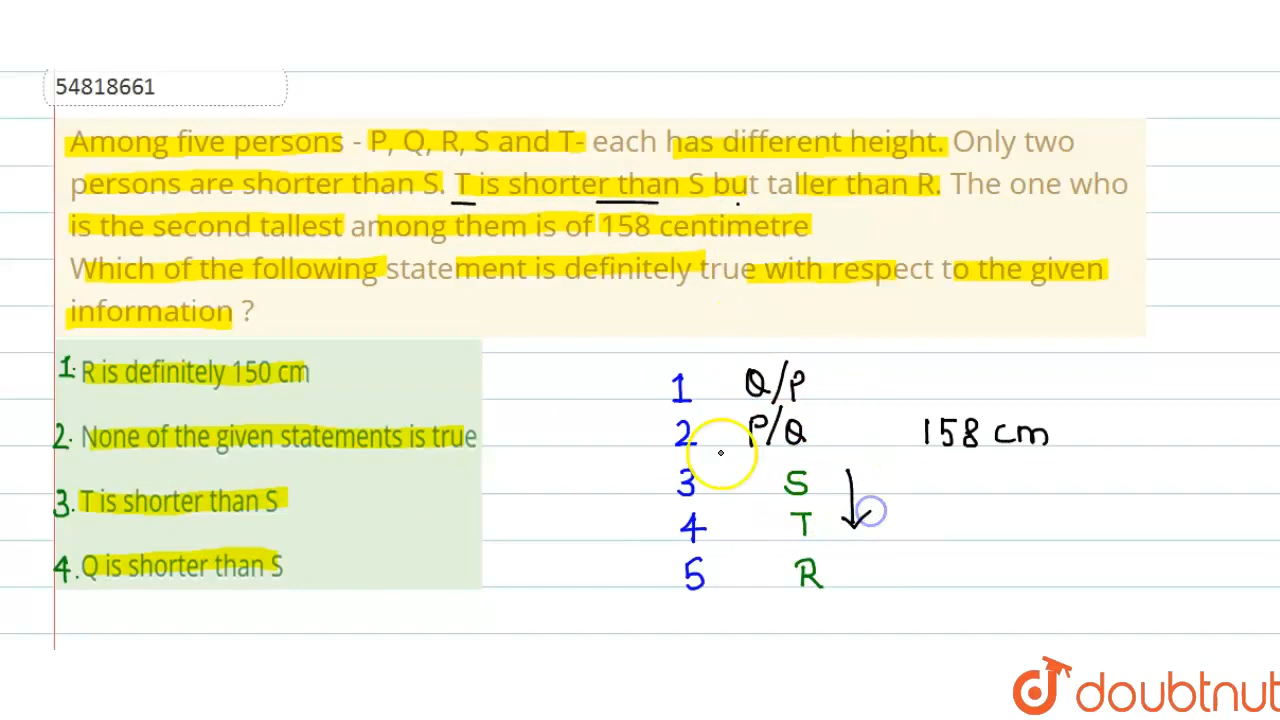 54818661
Among five persons - P, Q, R, S and T- each has different height. Only two
persons are shorter than S. T is shorter than S but taller than R. The one who
is the second tallest among them is of 158 centimetre
Which of the following statement is definitely true with respect to the given
information ?
1. R is definitely 150 cm
2. None of the given statements is true
3. T is shorter than S
4. Q is shorter than S
1 Q/P
2 P/Q 158 cm
3 S
4 T
5 R
doubtnut